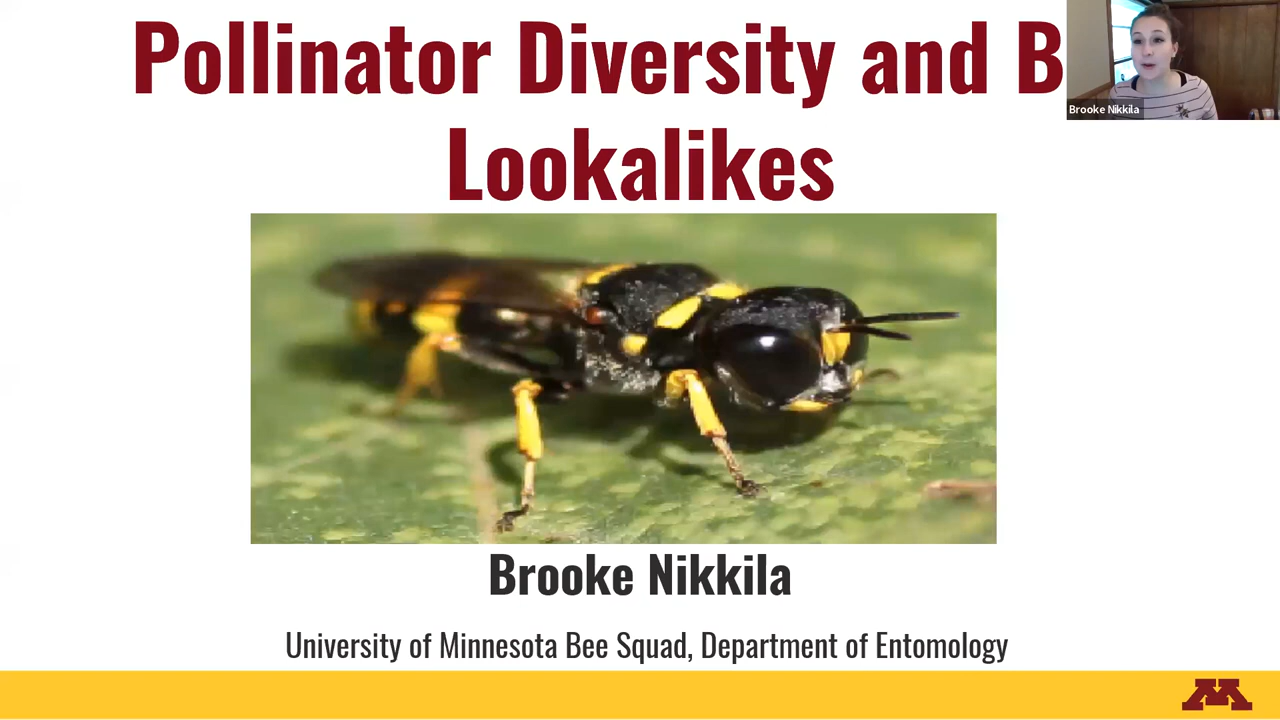 Pollinator Diversity and B
Lookalikes
Brooke Nikkila
Brooke Nikkila
University of Minnesota Bee Squad, Department of Entomology
M